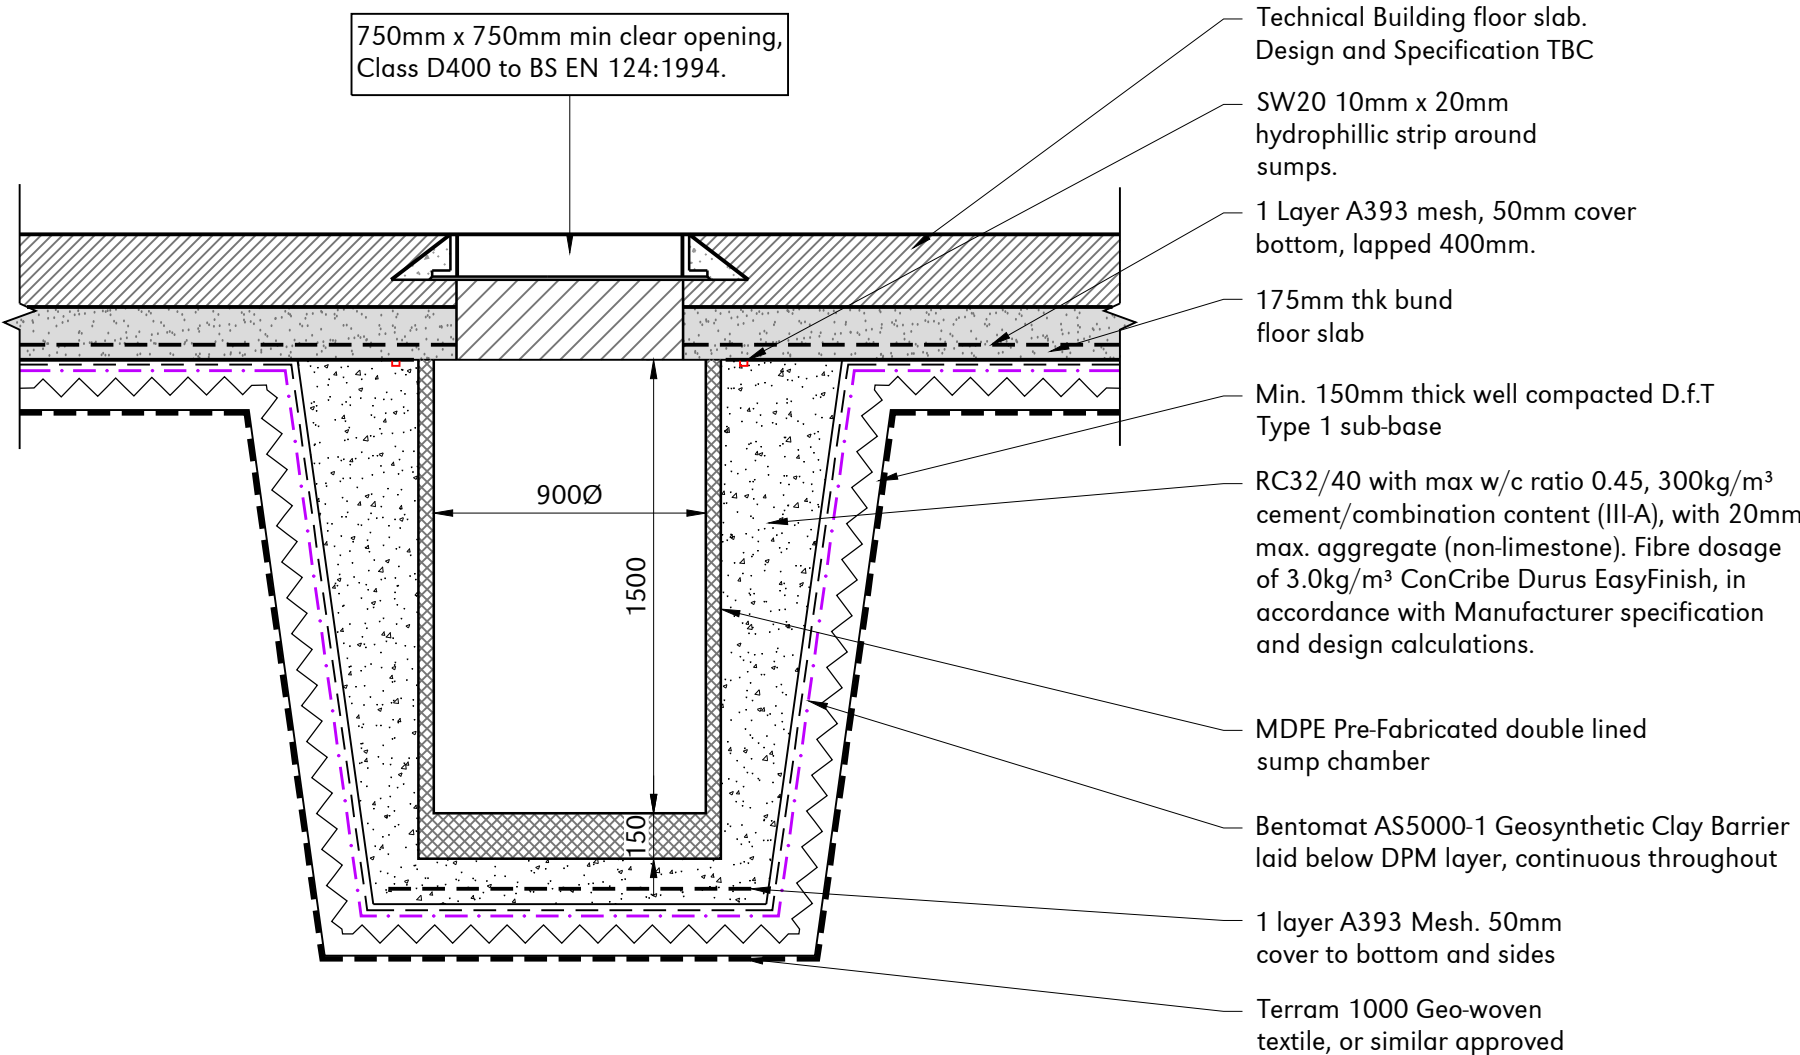 750mm x 750mm min clear opening,
Class D400 to BS EN 124:1994.
Technical Building floor slab.
Design and Specification TBC
SW20 10mm x 20mm
hydrophillic strip around
sumps.
1 Layer A393 mesh, 50mm cover
bottom, lapped 400mm.
175mm thk bund
floor slab
Min. 150mm thick well compacted D.f.T
Type 1 sub-base
RC32/40 with max w/c ratio 0.45, 300kg/m³
cement/combination content (III-A), with 20mm
max. aggregate (non-limestone). Fibre dosage
of 3.0kg/m³ ConCribe Durus EasyFinish, in
accordance with Manufacturer specification
and design calculations.
900Ø
1500
150
MDPE Pre-Fabricated double lined
sump chamber
Bentomat AS5000-1 Geosynthetic Clay Barrier
laid below DPM layer, continuous throughout
1 layer A393 Mesh. 50mm
cover to bottom and sides
Terram 1000 Geo-woven
textile, or similar approved